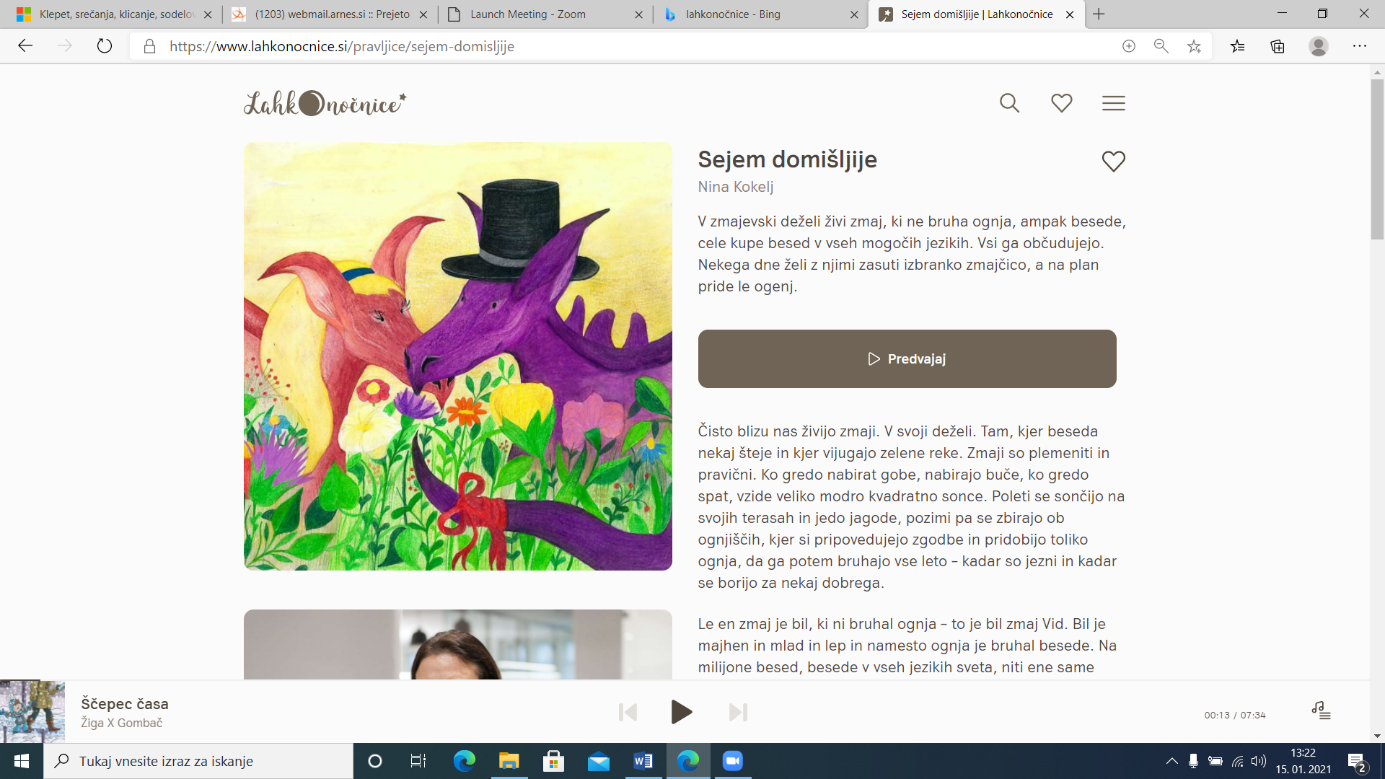 Klepet, srečanja, klicanje, sodelov
(1203) webmail.arnes.si :: Prejeto
Launch Meeting - Zoom
lahkonočnice - Bing
Sejem domišljije | Lahkonočnice
https://www.lahkonocnice.si/pravljice/sejem-domisljije
Lahkonočnice
Sejem domišljije
Nina Kokelj
V zmajevski deželi živi zmaj, ki ne bruha ognja, ampak besede,
cele kupe besed v vseh mogočih jezikih. Vsi ga občudujejo.
Nekega dne želi z njimi zasuti izbranko zmajčico, a na plan
pride le ogenj.
Predvajaj
Čisto blizu nas živijo zmaji. V svoji deželi. Tam, kjer beseda
nekaj šteje in kjer vijugajo zelene reke. Zmaji so plemeniti in
pravični. Ko gredo nabirat gobe, nabirajo buče, ko gredo
spat, vzide veliko modro kvadratno sonce. Poleti se sončijo na
svojih terasah in jedo jagode, pozimi pa se zbirajo ob
ognjiščih, kjer si pripovedujejo zgodbe in pridobijo toliko
ognja, da ga potem bruhajo vse leto – kadar so jezni in kadar
se borijo za nekaj dobrega.
Le en zmaj je bil, ki ni bruhal ognja – to je bil zmaj Vid. Bil je
majhen in mlad in lep in namesto ognja je bruhal besede. Na
milijone besed, besede v vseh jezikih sveta, niti ene same
Ščepec časa
Žiga X Gombač
00:13 / 07:34
Tukaj vnesite izraz za iskanje
13:22
15. 01. 2021
2